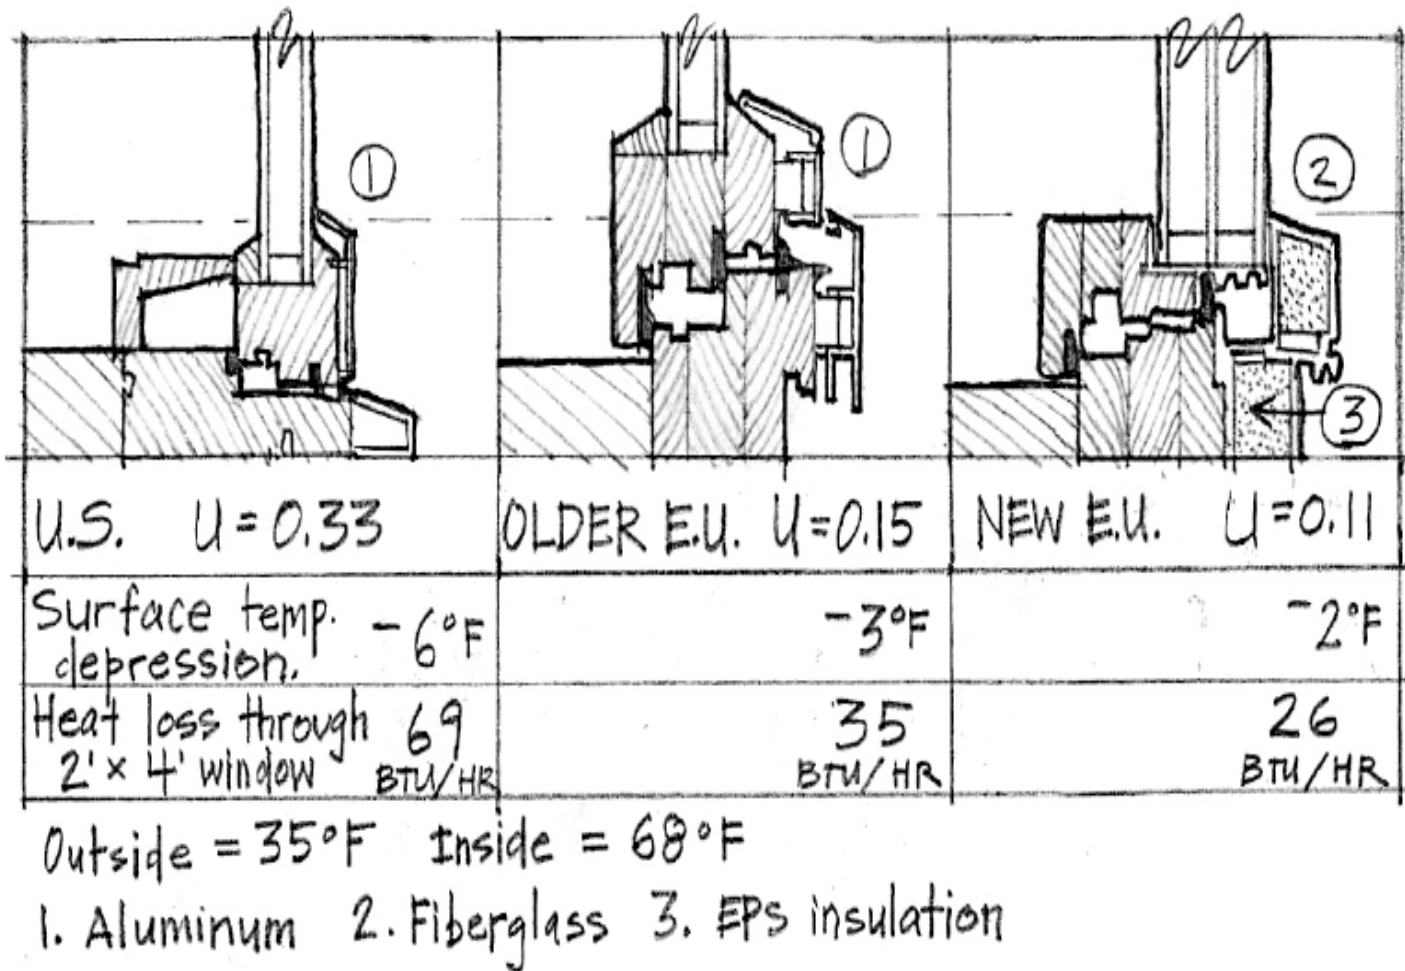 1
1
2
3
U.S. U = 0.33
OLDER E.U. U=0.15
NEW E.U. U=0.11
Surface temp. depression.
-6°F
-3°F
-2°F
Heat loss through
2' x 4' window
69
BTU/HR
35
BTU/HR
26
BTU/HR
Outside = 35°F Inside = 68°F
1. Aluminum 2. Fiberglass 3. EPS insulation